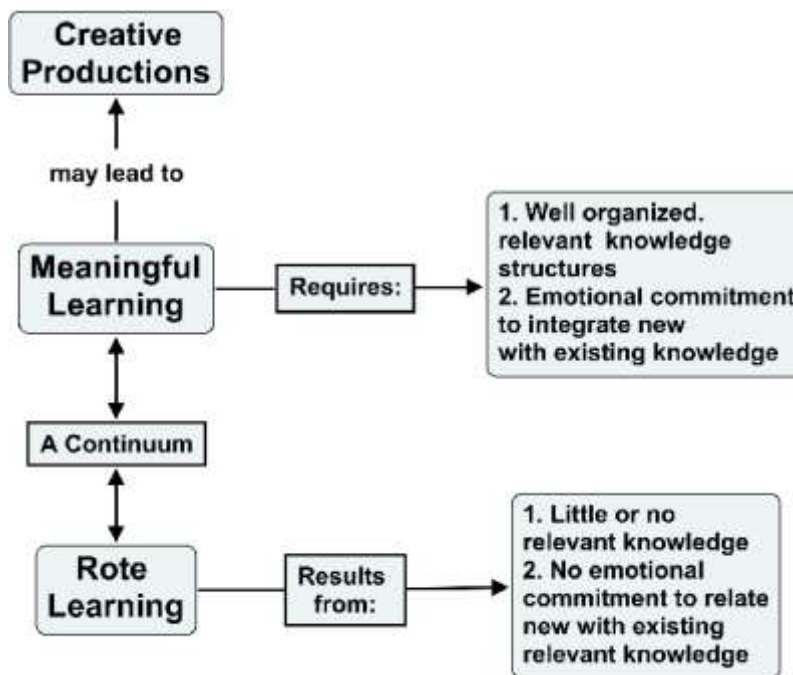 Creative
Productions
may lead to
Meaningful
Learning
Requires:
1. Well organized.
relevant knowledge
structures
2. Emotional commitment
to integrate new
with existing knowledge
A Continuum
Rote
Learning
Results
from:
1. Little or no
relevant knowledge
2. No emotional
commitment to relate
new with existing
relevant knowledge